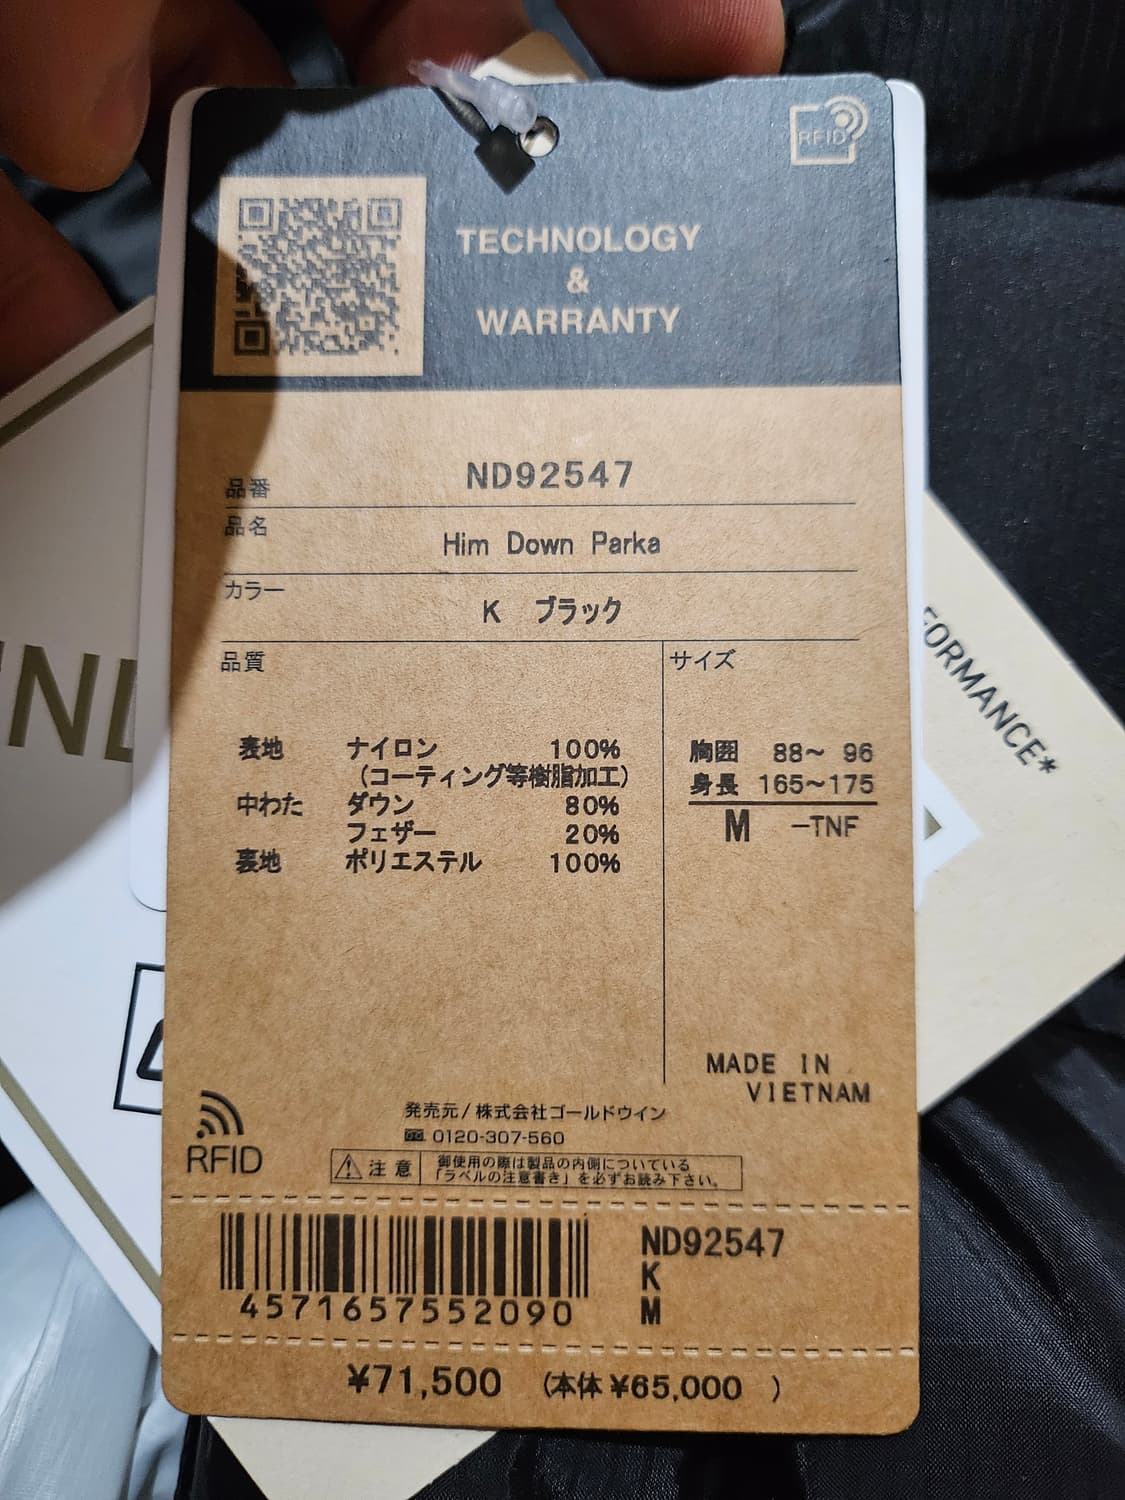 RFID
TECHNOLOGY
&
WARRANTY
品番 ND92547
品名 Him Down Parka
カラー K ブラック
品質
表地 ナイロン 100%
(コーティング等樹脂加工)
中わた ダウン 80%
フェザー 20%
裏地 ポリエステル 100%
サイズ
胸囲 88~ 96
身長 165~175
M -TNF
MADE IN
VIETNAM
RFID
発売元/株式会社ゴールドウイン
0120-307-560
注意 御使用の際は製品の内側についている
「ラベルの注意書き」を必ずお読み下さい。
4571657552090
ND92547
K
M
¥71,500 (本体 ¥65,000 )
FORMANCE*